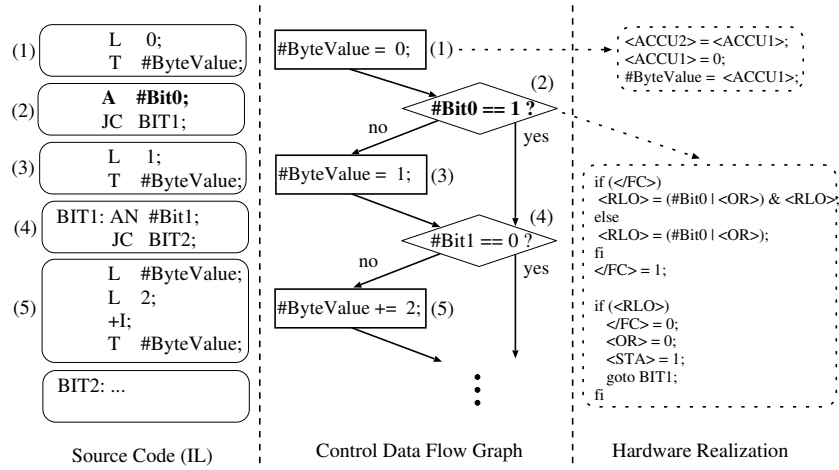 (1)
L 0;
T #ByteValue;
(2)
A #Bit0;
JC BIT1;
(3)
L 1;
T #ByteValue;
(4)
BIT1: AN #Bit1;
JC BIT2;
(5)
L #ByteValue;
L 2;
+I;
T #ByteValue;
BIT2: ...
Source Code (IL)
#ByteValue = 0; (1)
(2)
#Bit0 == 1 ?
no
yes
#ByteValue = 1; (3)
(4)
#Bit1 == 0 ?
no
yes
#ByteValue += 2; (5)
Control Data Flow Graph
<ACCU2> = <ACCU1>;
<ACCU1> = 0;
#ByteValue = <ACCU1>;
if (</FC>)
<RLO> = (#Bit0 | <OR>) & <RLO>;
else
<RLO> = (#Bit0 | <OR>);
fi
</FC> = 1;
if (<RLO>)
</FC> = 0;
<OR> = 0;
<STA> = 1;
goto BIT1;
fi
Hardware Realization